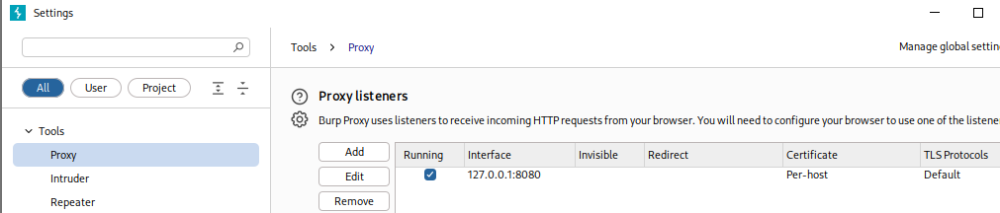 Settings
Tools > Proxy
Manage global settin
All User Project
Proxy listeners
Burp Proxy uses listeners to receive incoming HTTP requests from your browser. You will need to configure your browser to use one of the listene
Tools
Proxy
Intruder
Repeater
Add
Edit
Remove
Running Interface Invisible Redirect Certificate TLS Protocols
127.0.0.1:8080 Per-host Default